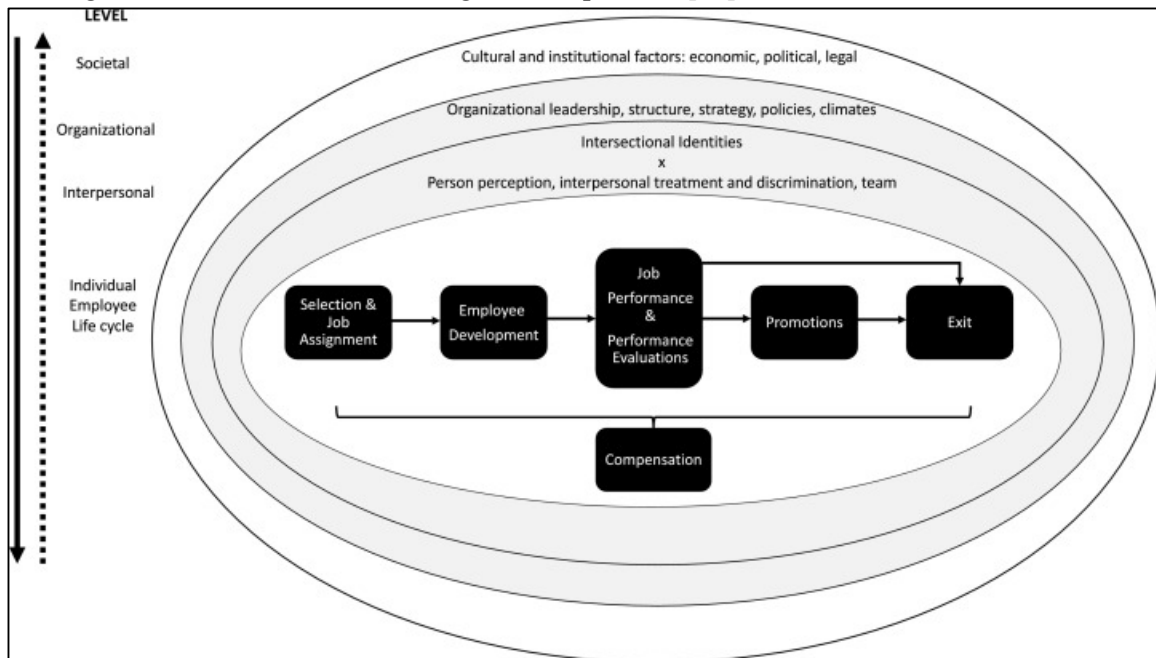 LEVEL
Societal
Cultural and institutional factors: economic, political, legal
Organizational
Organizational leadership, structure, strategy, policies, climates
Intersectional Identities
x
Interpersonal
Person perception, interpersonal treatment and discrimination, team
Individual
Employee
Life cycle
Selection &
Job
Assignment
Employee
Development
Job
Performance
&
Performance
Evaluations
Promotions
Exit
Compensation